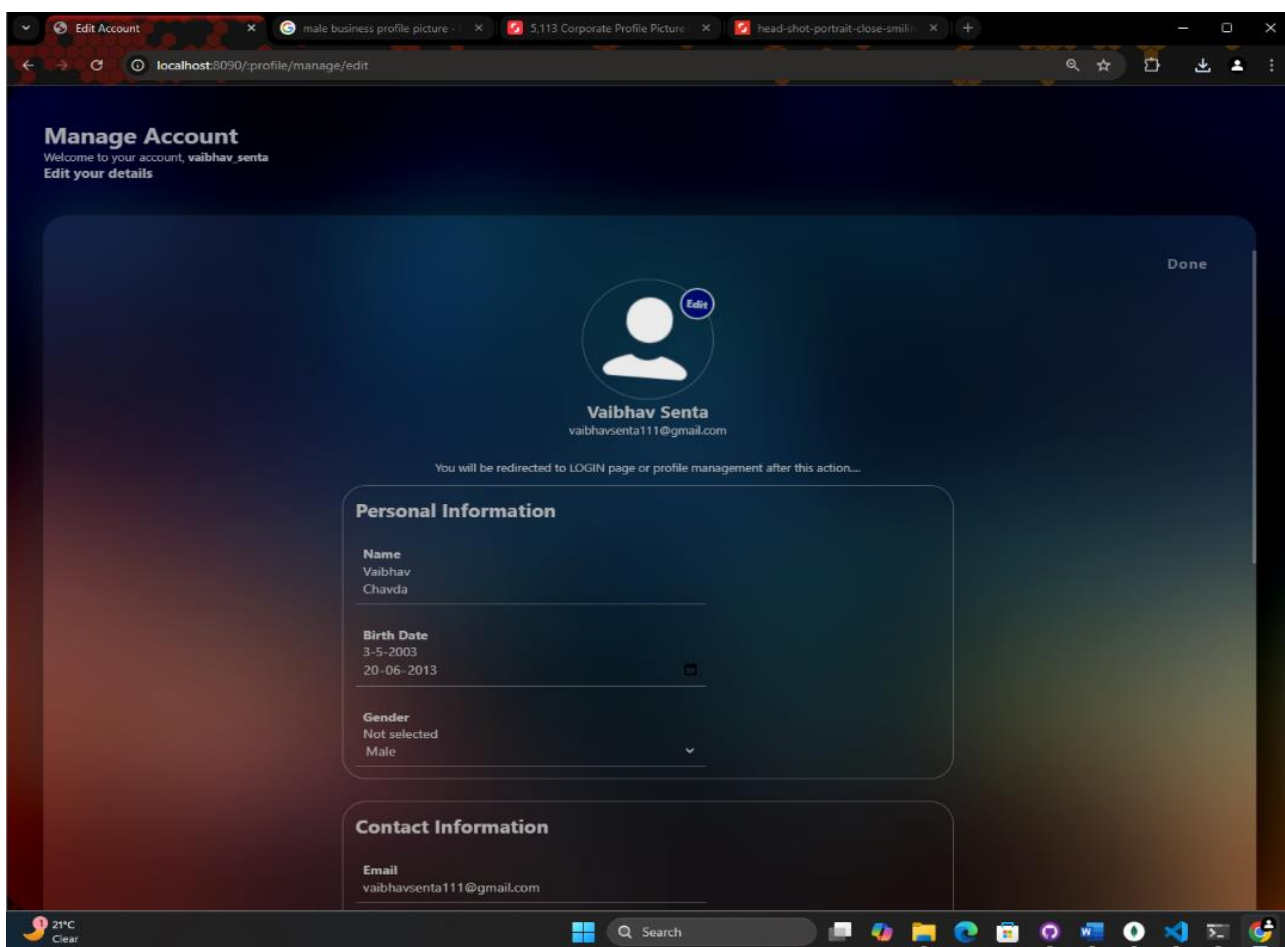 Edit Account
male business profile picture -
5,113 Corporate Profile Picture
head-shot-portrait-close-smilin
localhost:8090/:profile/manage/edit
Manage Account
Welcome to your account, vaibhav_senta
Edit your details
Done
Edit
Vaibhav Senta
vaibhavsenta111@gmail.com
You will be redirected to LOGIN page or profile management after this action....
Personal Information
Name
Vaibhav
Chavda
Birth Date
3-5-2003
20-06-2013
Gender
Not selected
Male
Contact Information
Email
vaibhavsenta111@gmail.com
1
21°C
Clear
Search